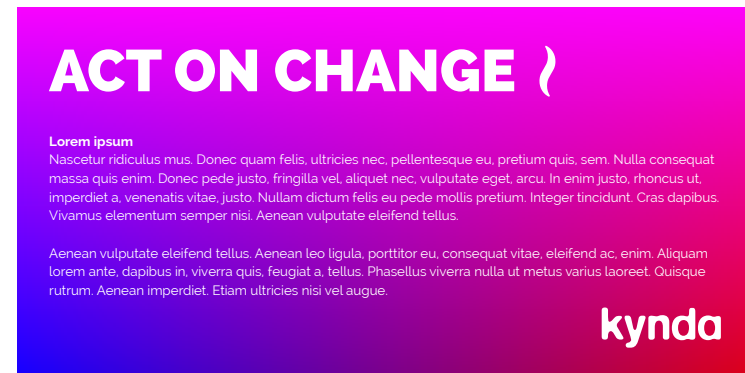 ACT ON CHANGE
Lorem ipsum
Nascetur ridiculus mus. Donec quam felis, ultricies nec, pellentesque eu, pretium quis, sem. Nulla consequat
massa quis enim. Donec pede justo, fringilla vel, aliquet nec, vulputate eget, arcu. In enim justo, rhoncus ut,
imperdiet a, venenatis vitae, justo. Nullam dictum felis eu pede mollis pretium. Integer tincidunt. Cras dapibus.
Vivamus elementum semper nisi. Aenean vulputate eleifend tellus.
Aenean vulputate eleifend tellus. Aenean leo ligula, porttitor eu, consequat vitae, eleifend ac, enim. Aliquam
lorem ante, dapibus in, viverra quis, feugiat a, tellus. Phasellus viverra nulla ut metus varius laoreet. Quisque
rutrum. Aenean imperdiet. Etiam ultricies nisi vel augue.
kynda